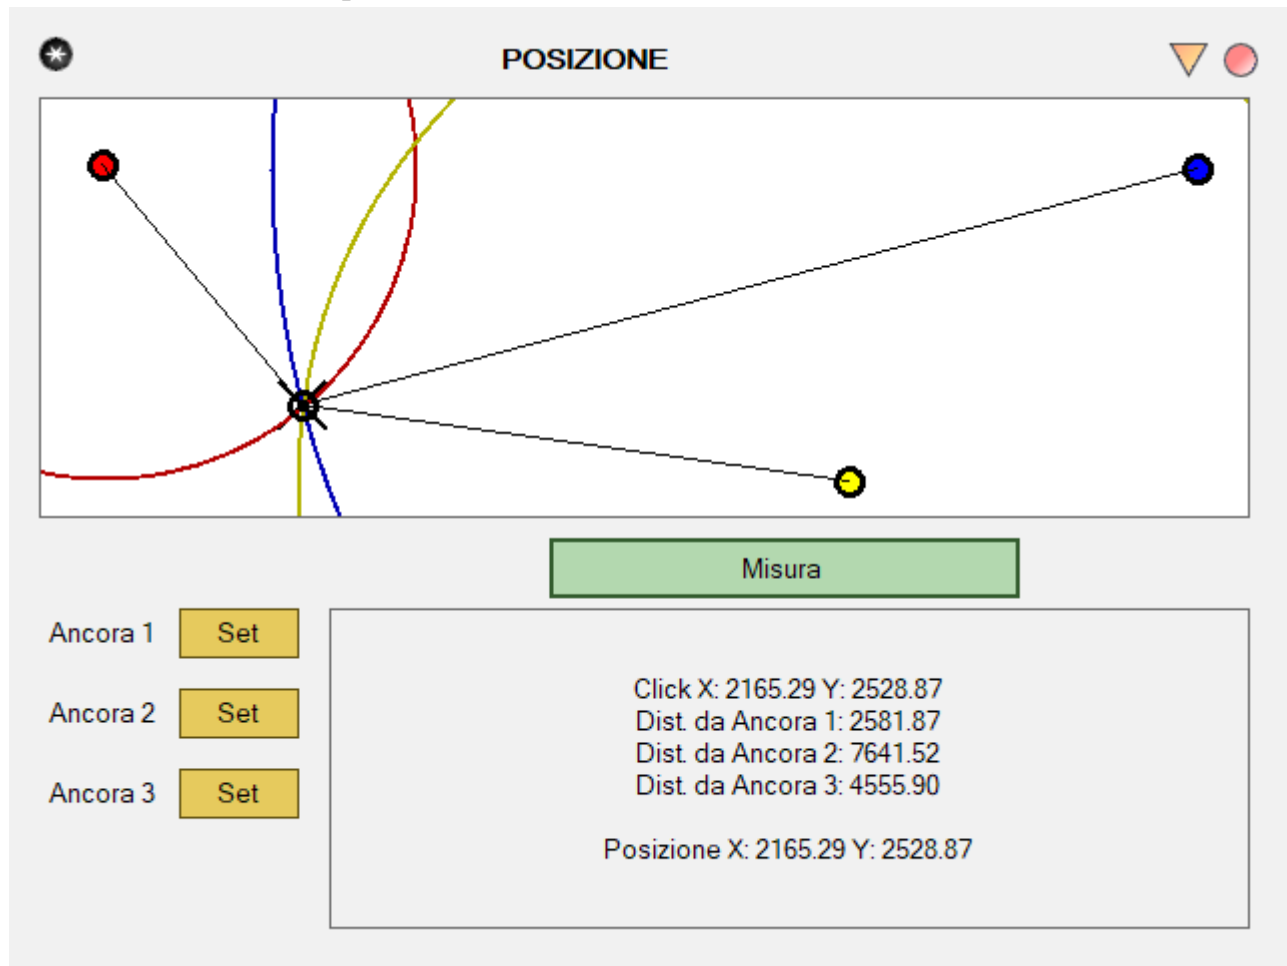 POSIZIONE
Misura
Ancora 1 Set
Ancora 2 Set
Ancora 3 Set
Click X: 2165.29 Y: 2528.87
Dist. da Ancora 1: 2581.87
Dist. da Ancora 2: 7641.52
Dist. da Ancora 3: 4555.90
Posizione X: 2165.29 Y: 2528.87